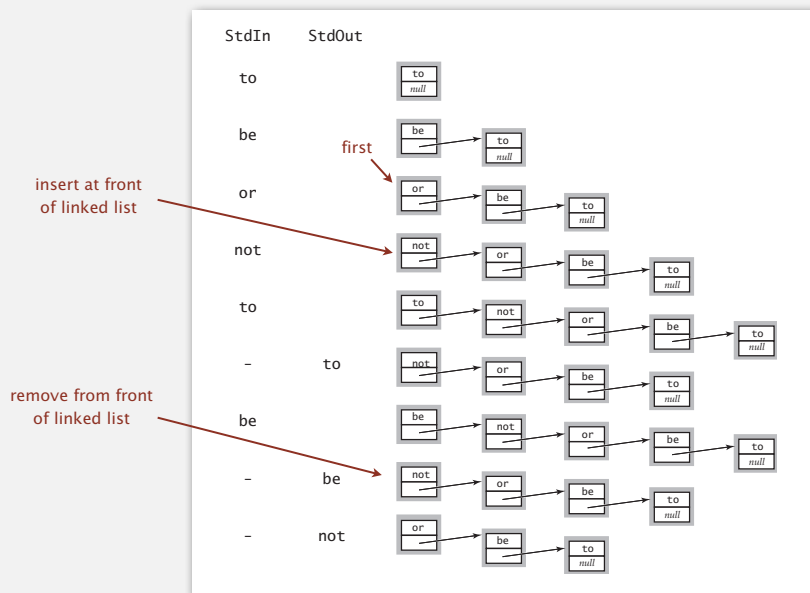 StdIn StdOut
to to
null
be be to
null
first
or or be to
null
insert at front
of linked list
not not or be to
null
to to not or be to
null
- to not or be to
null
remove from front
of linked list
be be not or be to
null
- be not or be to
null
- not or be to
null